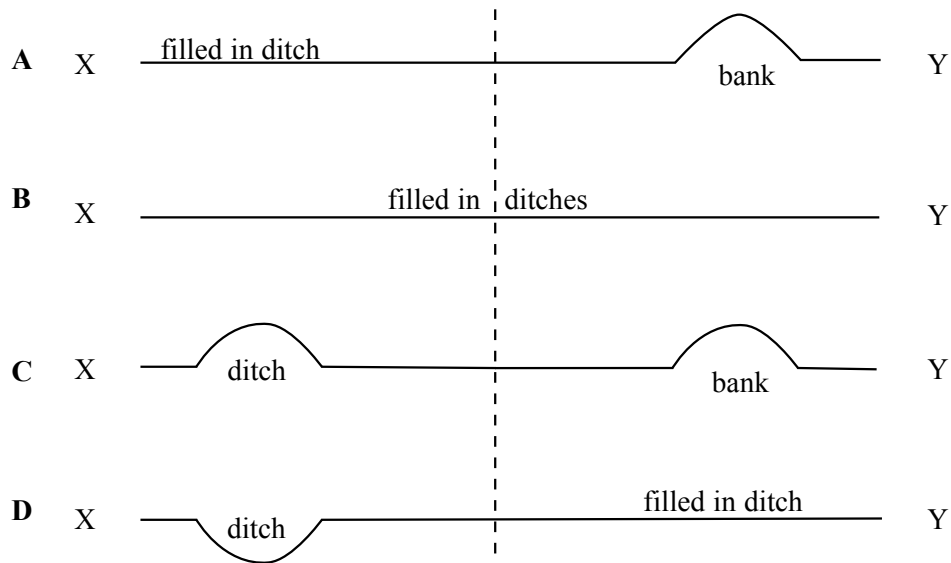 A X filled in ditch bank Y
B X filled in ditches Y
C X ditch bank Y
D X ditch filled in ditch Y